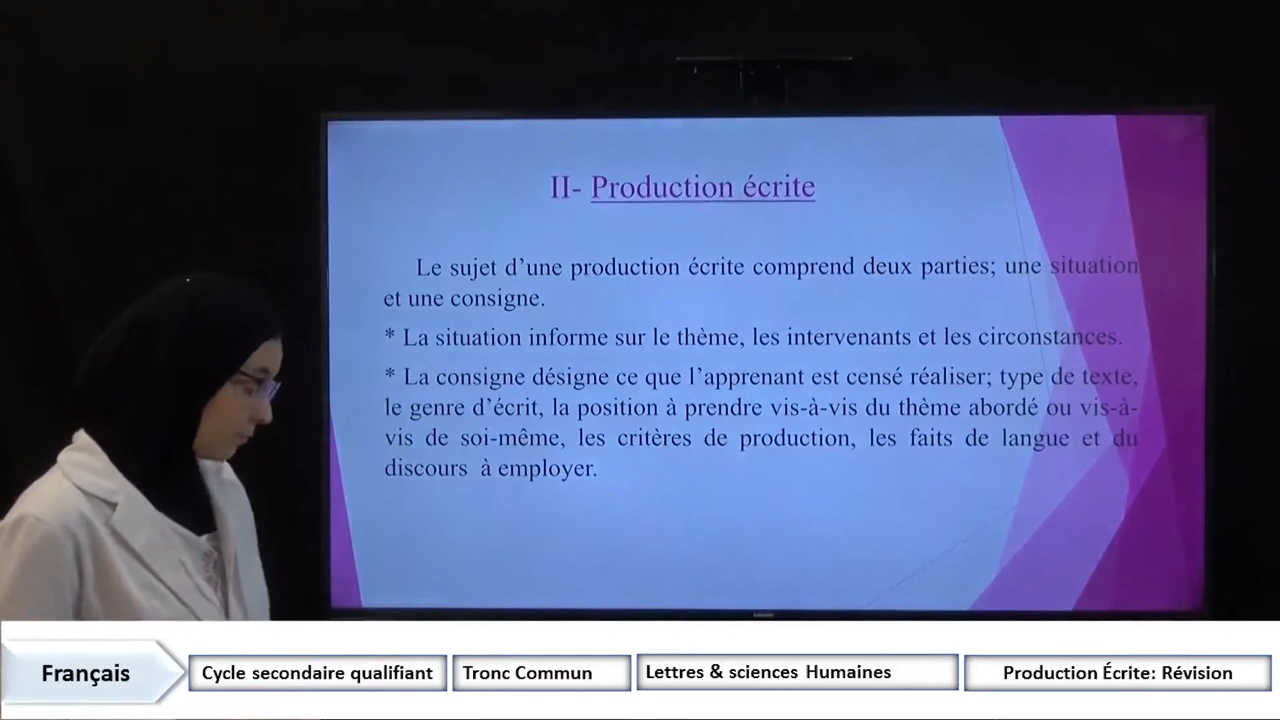 II- Production écrite
Le sujet d'une production écrite comprend deux parties; une situation
et une consigne.
* La situation informe sur le thème, les intervenants et les circonstances.
* La consigne désigne ce que l'apprenant est censé réaliser; type de texte,
le genre d'écrit, la position à prendre vis-à-vis du thème abordé ou vis-à-
vis de soi-même, les critères de production, les faits de langue et du
discours à employer.
Français
Cycle secondaire qualifiant
Tronc Commun
Lettres & sciences Humaines
Production Écrite: Révision